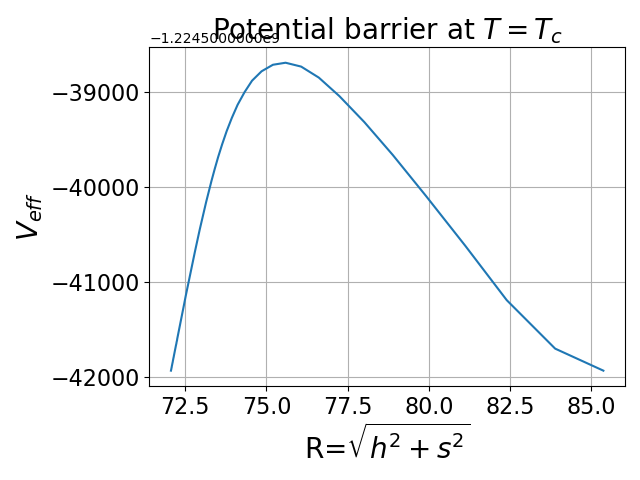 Potential barrier at $T = T_c$
−1.2245000000e9
−39000
−40000
−41000
−42000
$V_{eff}$
72.5 75.0 77.5 80.0 82.5 85.0
R=$\sqrt{h^2 + s^2}$